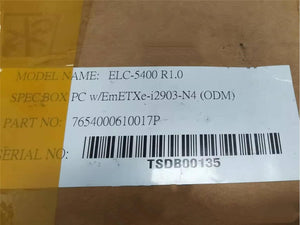 MODEL NAME: ELC-5400 R1.0
SPEC:BOX PC w/EmETXe-i2903-N4 (ODM)
PART NO: 7654000610017P
SERIAL NO:
TSDB00135